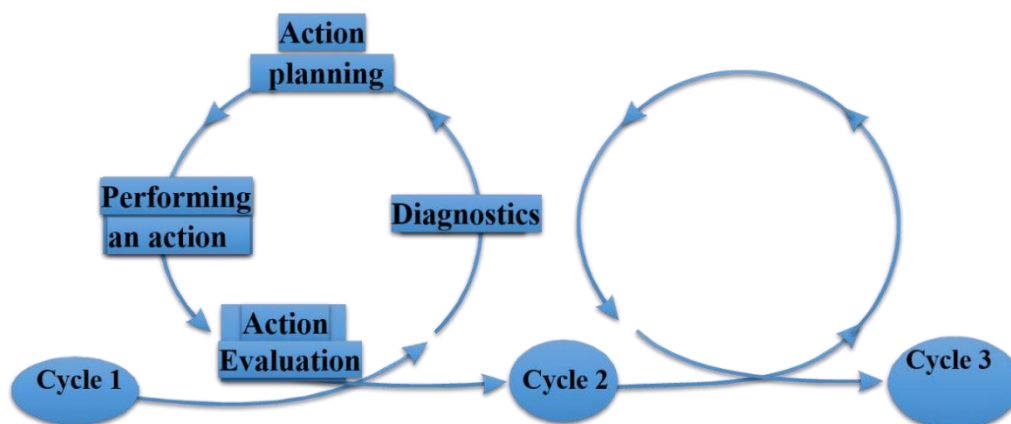 Action
planning
Performing
an action
Diagnostics
Action
Evaluation
Cycle 1
Cycle 2
Cycle 3